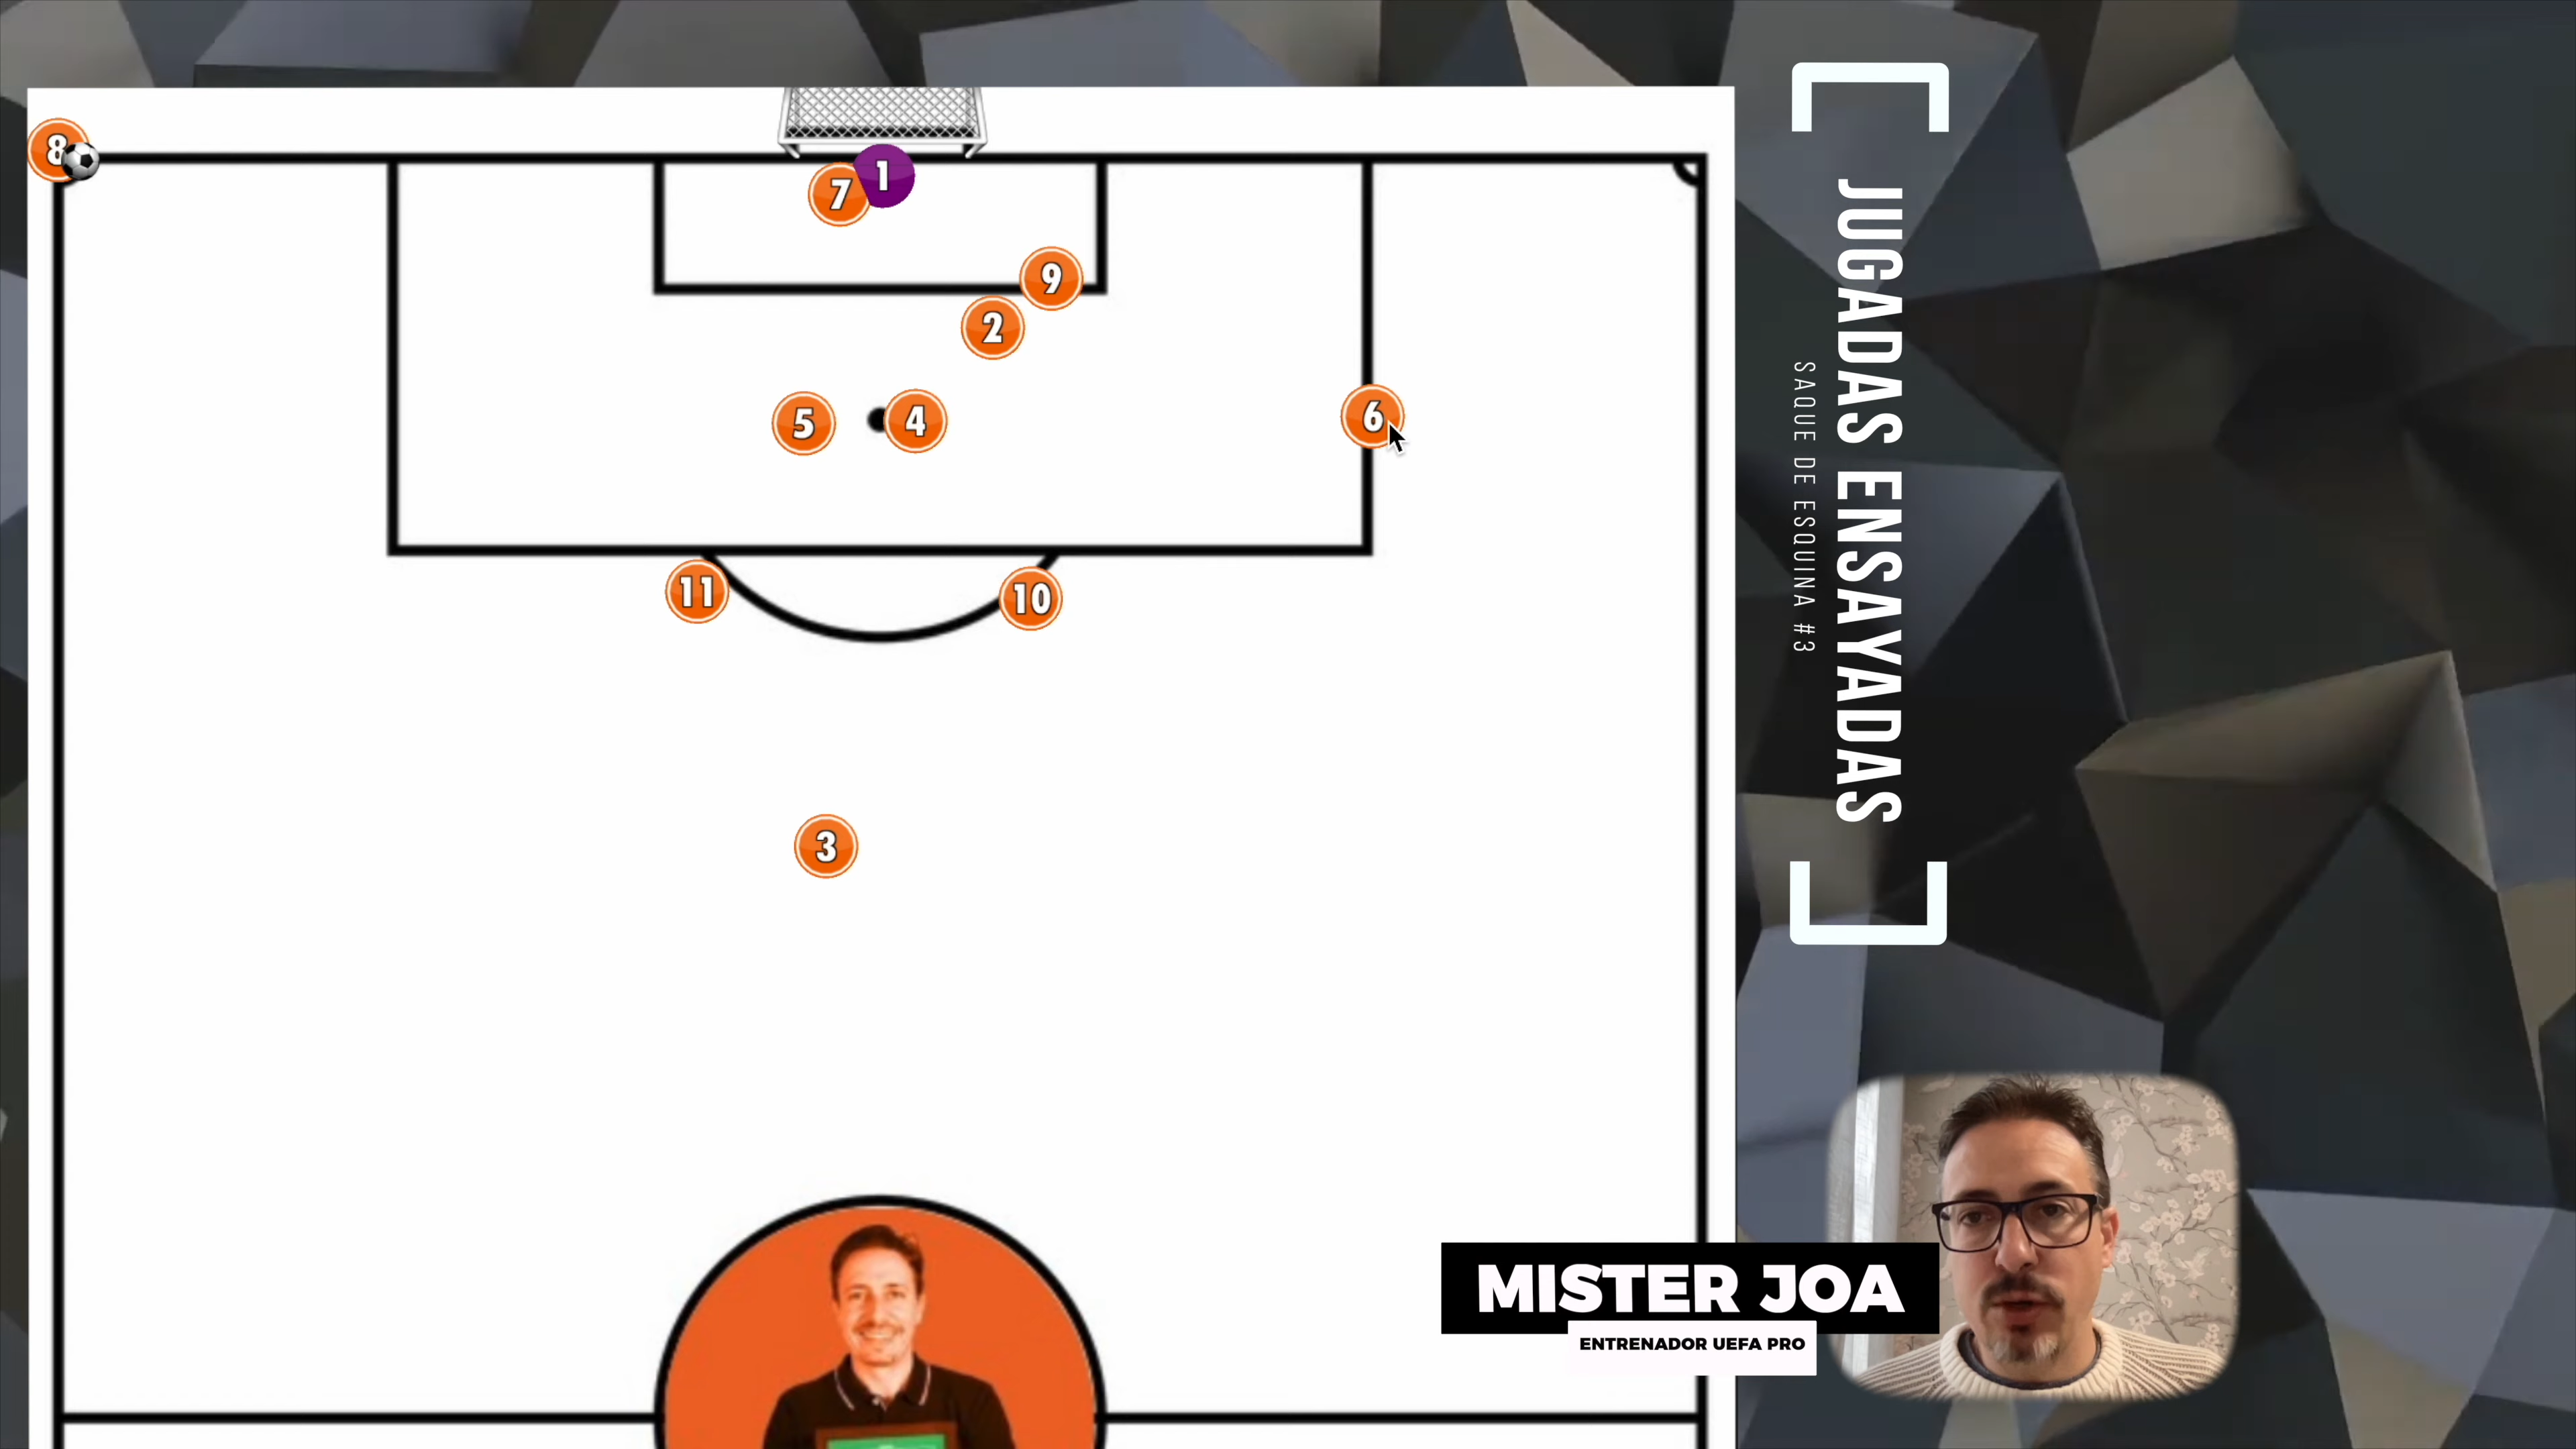 8
1
7
9
2
5
4
6
11
10
3
JUGADAS ENSAYADAS
SAQUE DE ESQUINA #3
MISTER JOA
ENTRENADOR UEFA PRO